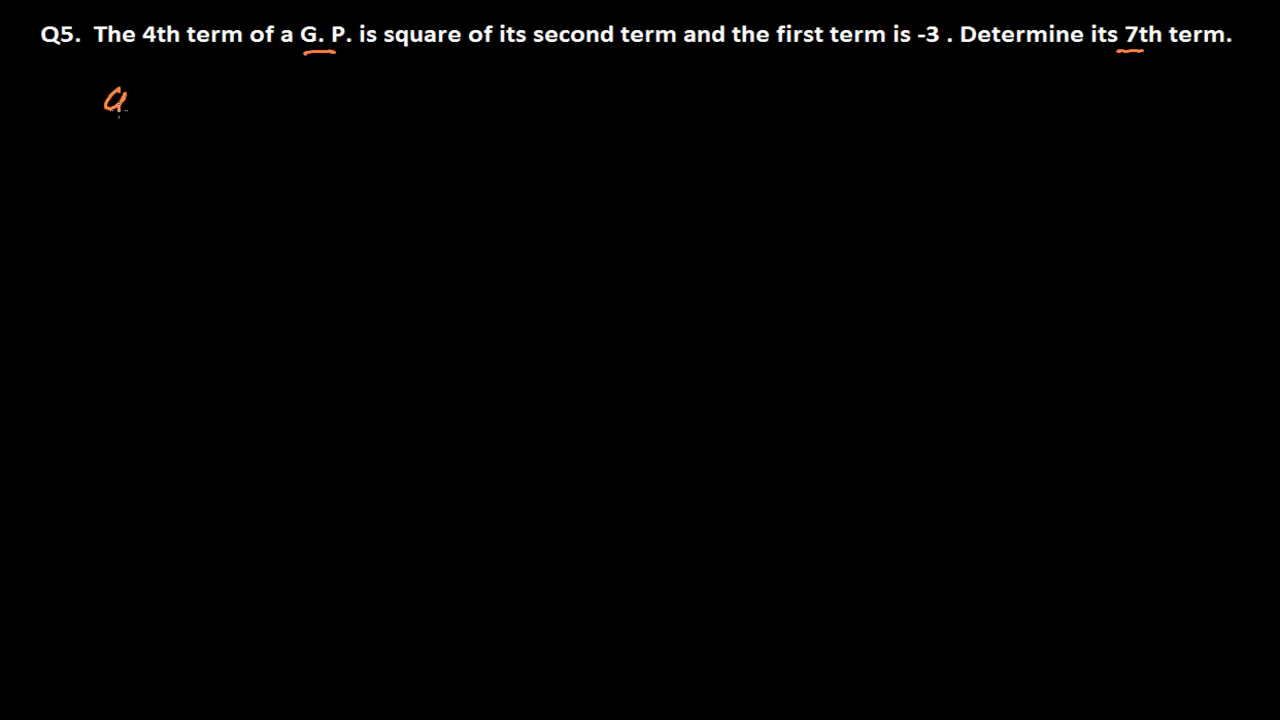 Q5. The 4th term of a G. P. is square of its second term and the first term is -3 . Determine its 7th term.
a